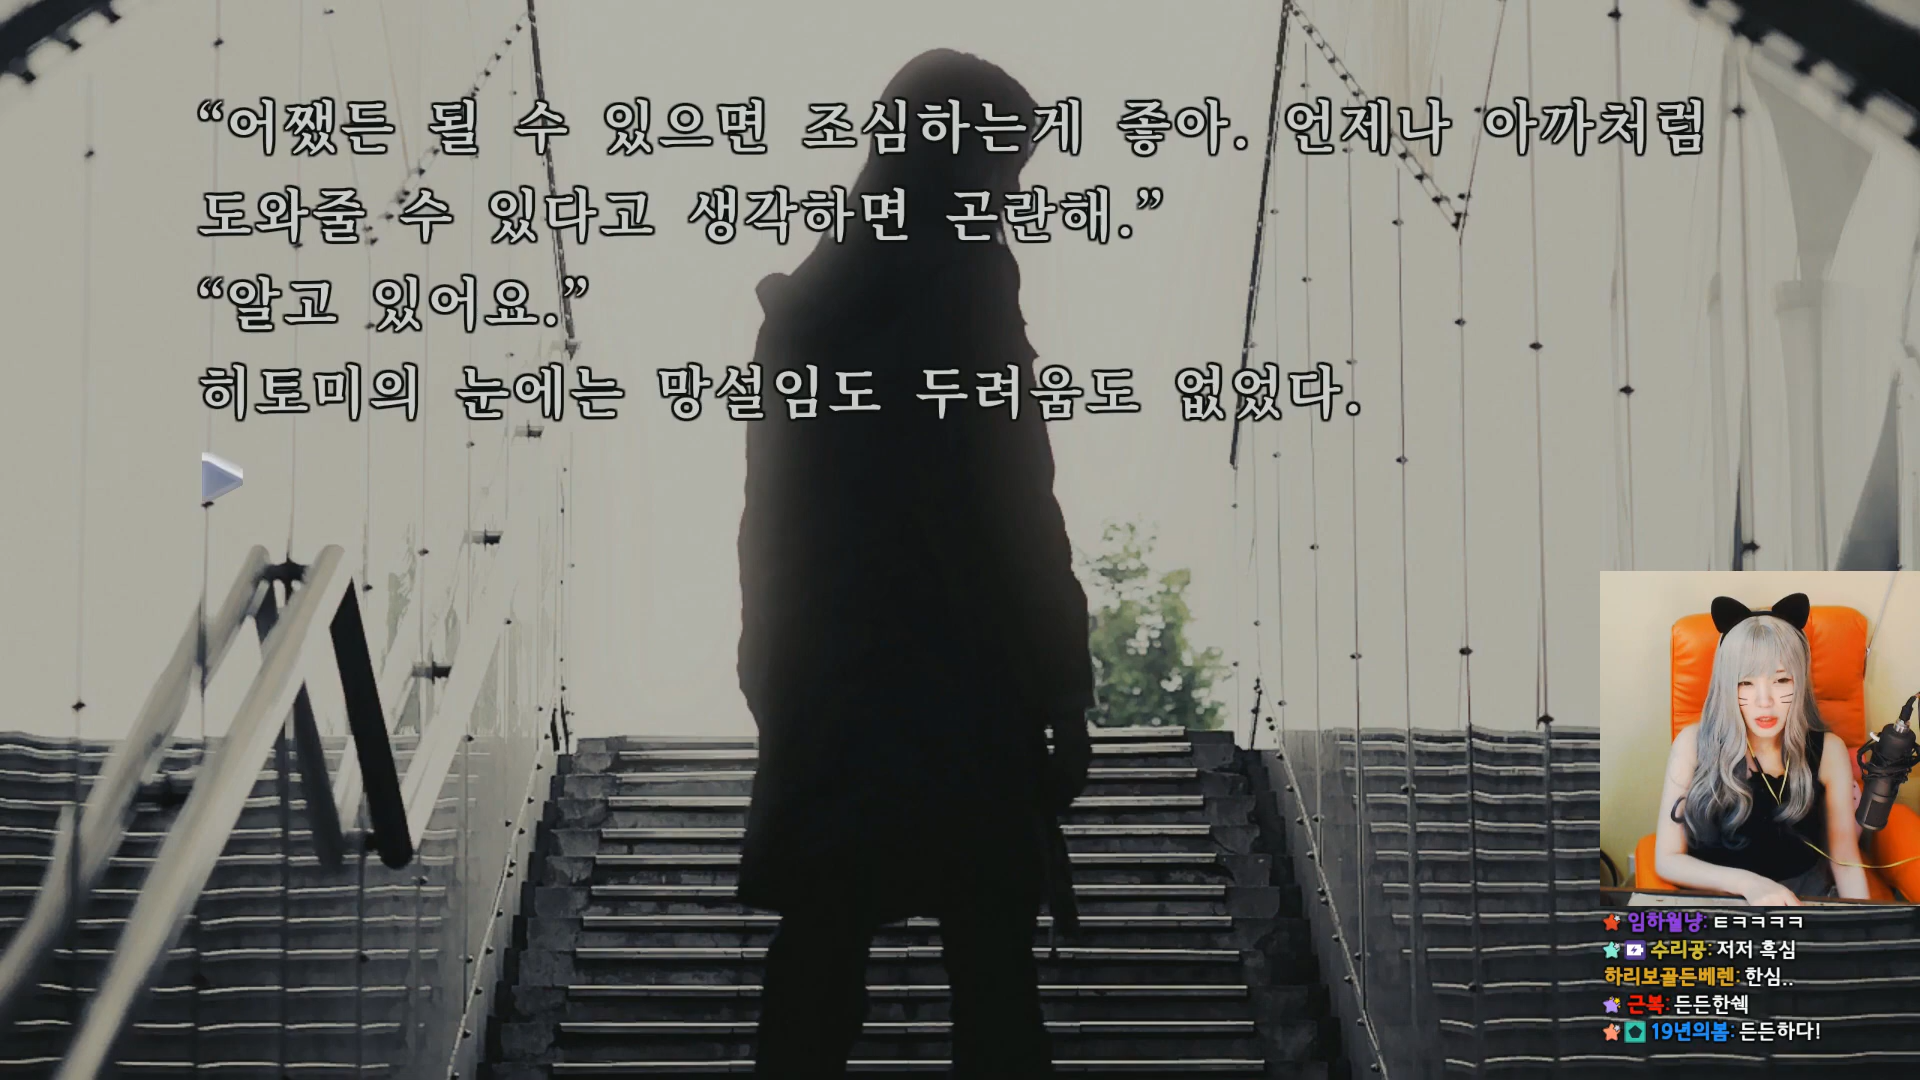 “어쨌든 될 수 있으면 조심하는게 좋아. 언제나 아까처럼
도와줄 수 있다고 생각하면 곤란해.”
“알고 있어요.”
히토미의 눈에는 망설임도 두려움도 없었다.
임하월냥: ㅌㅋㅋㅋㅋ
수리공: 저저 흑심
하리보골든베렌: 한심..
근복: 든든한쉑
19년의봄: 든든하다!